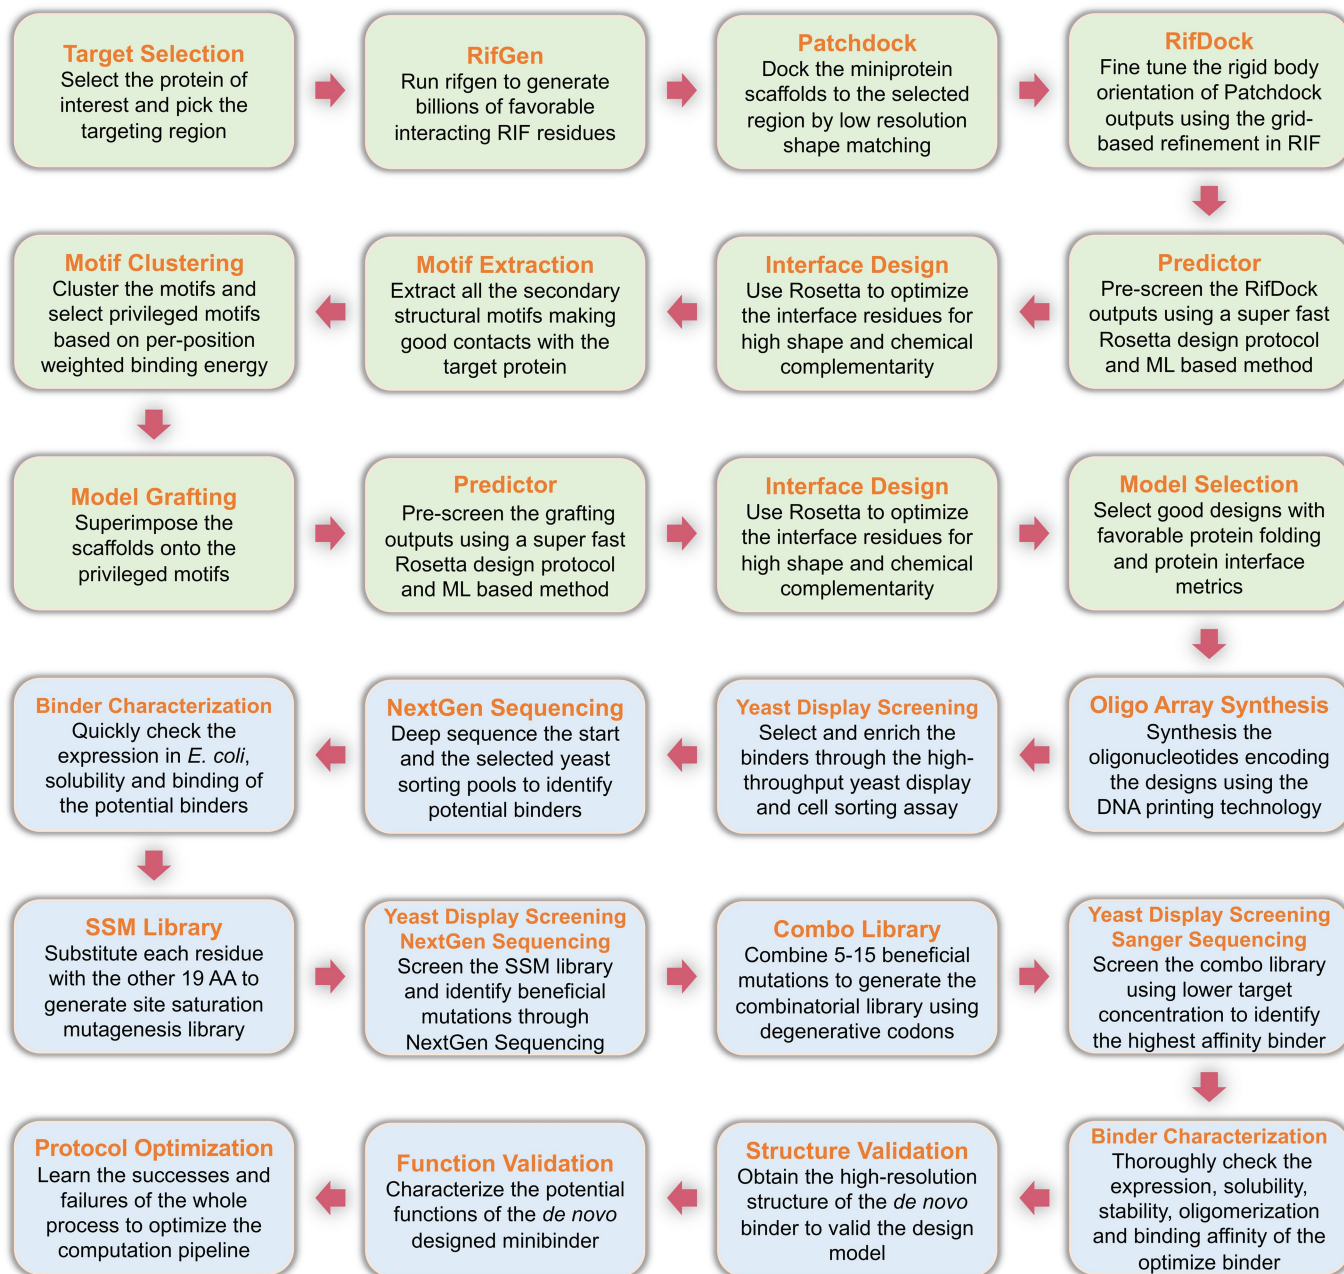 Target Selection
Select the protein of
interest and pick the
targeting region
RifGen
Run rifgen to generate
billions of favorable
interacting RIF residues
Patchdock
Dock the miniprotein
scaffolds to the selected
region by low resolution
shape matching
RifDock
Fine tune the rigid body
orientation of Patchdock
outputs using the grid-
based refinement in RIF
Predictor
Pre-screen the RifDock
outputs using a super fast
Rosetta design protocol
and ML based method
Interface Design
Use Rosetta to optimize
the interface residues for
high shape and chemical
complementarity
Motif Extraction
Extract all the secondary
structural motifs making
good contacts with the
target protein
Motif Clustering
Cluster the motifs and
select privileged motifs
based on per-position
weighted binding energy
Model Grafting
Superimpose the
scaffolds onto the
privileged motifs
Predictor
Pre-screen the grafting
outputs using a super fast
Rosetta design protocol
and ML based method
Interface Design
Use Rosetta to optimize
the interface residues for
high shape and chemical
complementarity
Model Selection
Select good designs with
favorable protein folding
and protein interface
metrics
Oligo Array Synthesis
Synthesis the
oligonucleotides encoding
the designs using the
DNA printing technology
Yeast Display Screening
Select and enrich the
binders through the high-
throughput yeast display
and cell sorting assay
NextGen Sequencing
Deep sequence the start
and the selected yeast
sorting pools to identify
potential binders
Binder Characterization
Quickly check the
expression in E. coli,
solubility and binding of
the potential binders
SSM Library
Substitute each residue
with the other 19 AA to
generate site saturation
mutagenesis library
Yeast Display Screening
NextGen Sequencing
Screen the SSM library
and identify beneficial
mutations through
NextGen Sequencing
Combo Library
Combine 5-15 beneficial
mutations to generate the
combinatorial library using
degenerative codons
Yeast Display Screening
Sanger Sequencing
Screen the combo library
using lower target
concentration to identify
the highest affinity binder
Binder Characterization
Thoroughly check the
expression, solubility,
stability, oligomerization
and binding affinity of the
optimize binder
Structure Validation
Obtain the high-resolution
structure of the de novo
binder to valid the design
model
Function Validation
Characterize the potential
functions of the de novo
designed minibinder
Protocol Optimization
Learn the successes and
failures of the whole
process to optimize the
computation pipeline